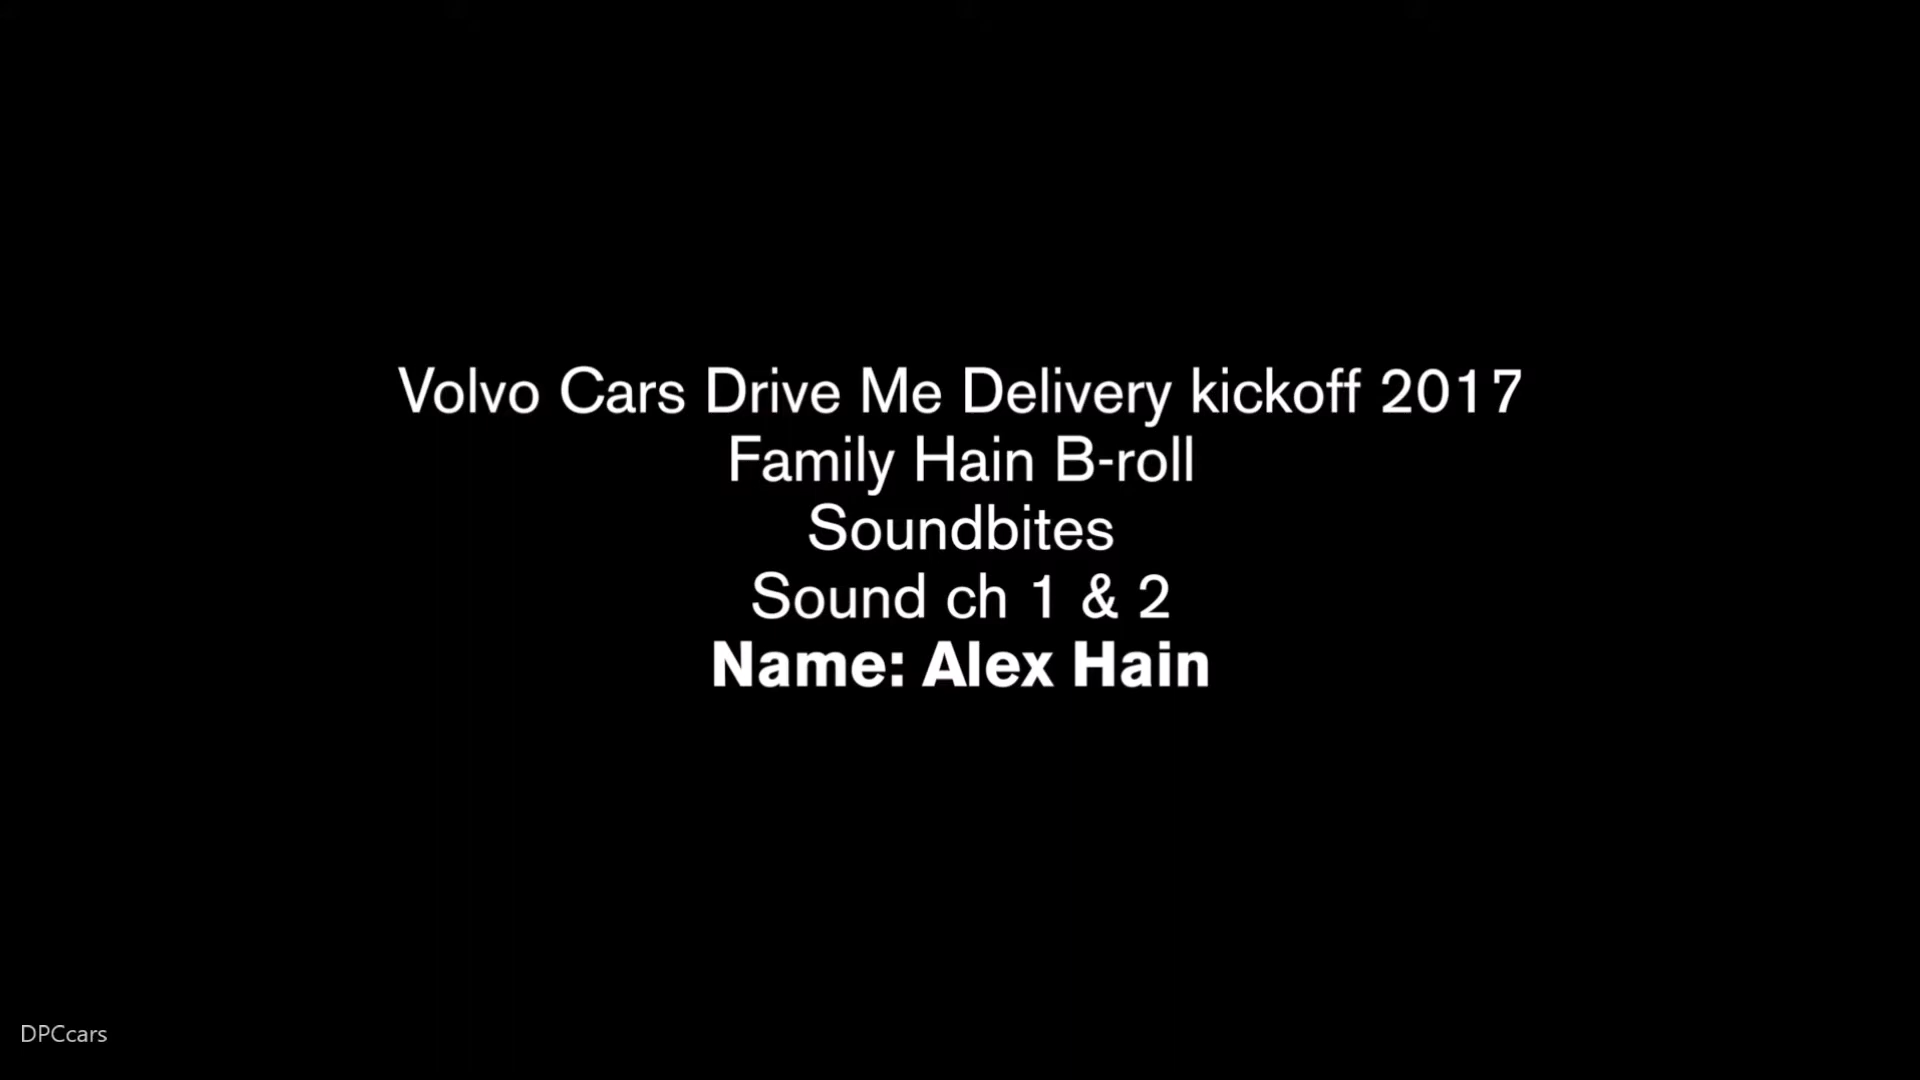 Volvo Cars Drive Me Delivery kickoff 2017
Family Hain B-roll
Soundbites
Sound ch 1 & 2
Name: Alex Hain
DPCcars